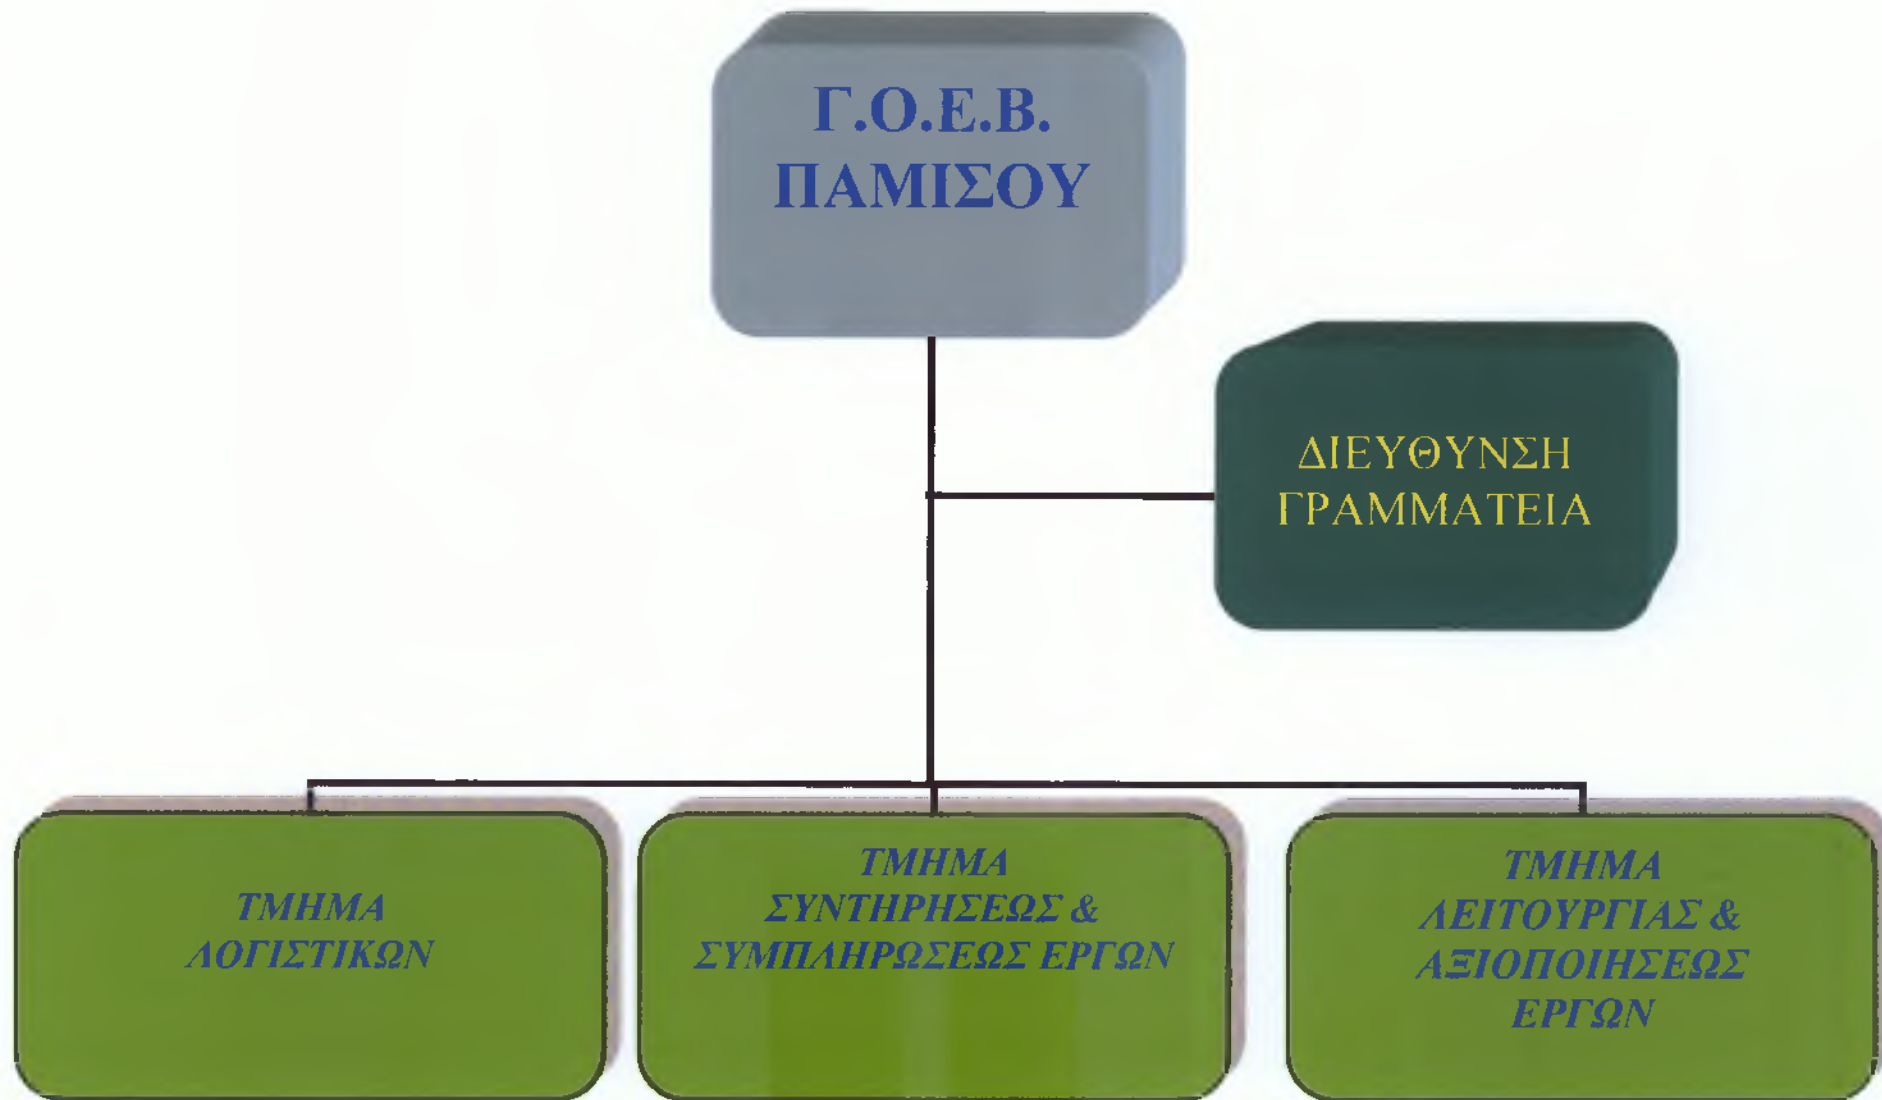 Γ.Ο.Ε.Β.
ΠΑΜΙΣΟΥ
ΔΙΕΥΘΥΝΣΗ
ΓΡΑΜΜΑΤΕΙΑ
ΤΜΗΜΑ
ΛΟΓΙΣΤΙΚΩΝ
ΤΜΗΜΑ
ΣΥΝΤΗΡΗΣΕΩΣ &
ΣΥΜΠΛΗΡΩΣΕΩΣ ΕΡΓΩΝ
ΤΜΗΜΑ
ΛΕΙΤΟΥΡΓΙΑΣ &
ΑΞΙΟΠΟΙΗΣΕΩΣ
ΕΡΓΩΝ